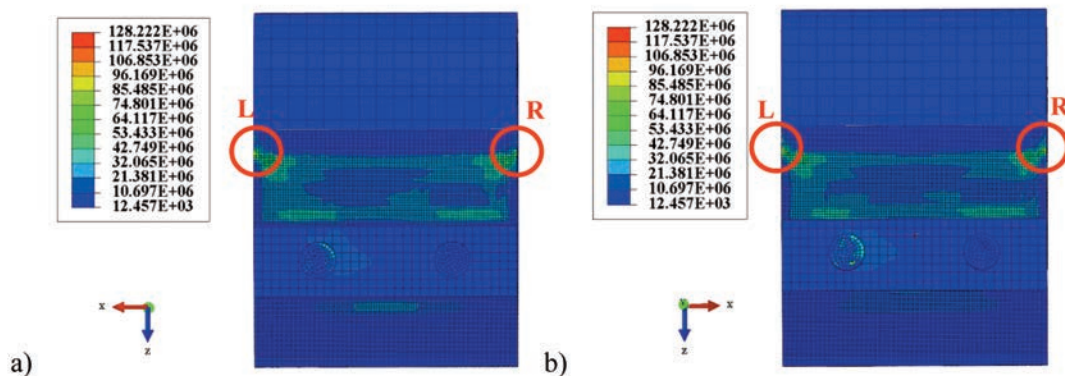 128.222E+06
117.537E+06
106.853E+06
96.169E+06
85.485E+06
74.801E+06
64.117E+06
53.433E+06
42.749E+06
32.065E+06
21.381E+06
10.697E+06
12.457E+03
L
R
x
z
a)
128.222E+06
117.537E+06
106.853E+06
96.169E+06
85.485E+06
74.801E+06
64.117E+06
53.433E+06
42.749E+06
32.065E+06
21.381E+06
10.697E+06
12.457E+03
L
R
x
z
b)